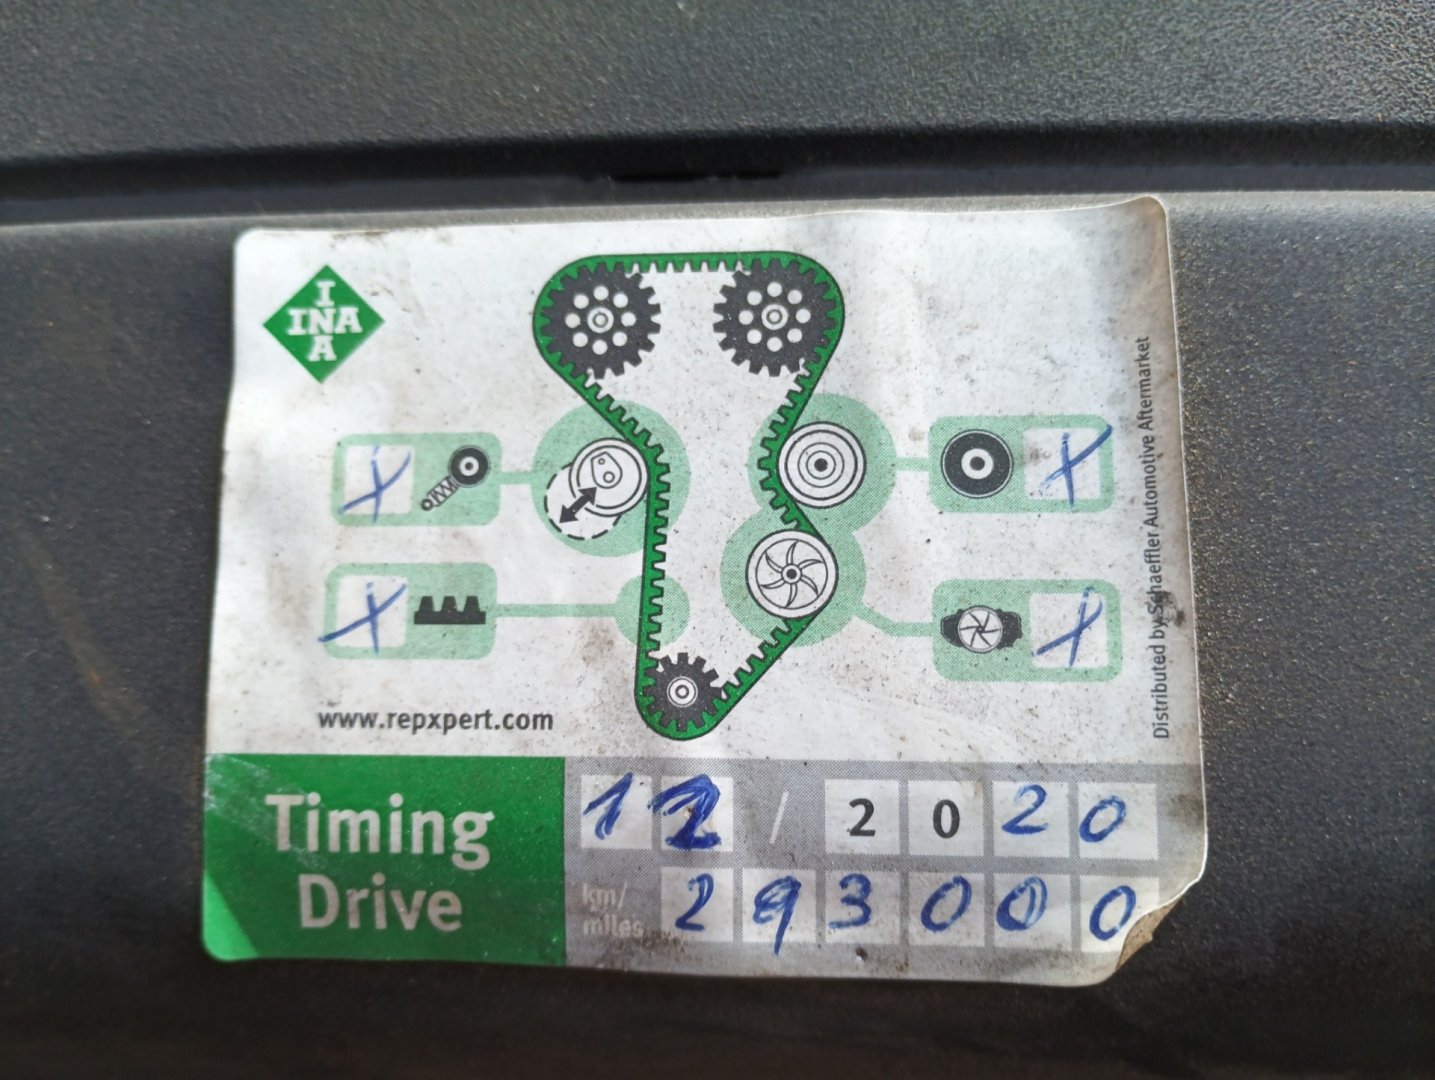 I
INA
A
X
X
X
X
Distributed by Schaeffler Automotive Aftermarket
www.repxpert.com
Timing
Drive
12 / 2020
km/
miles
293000